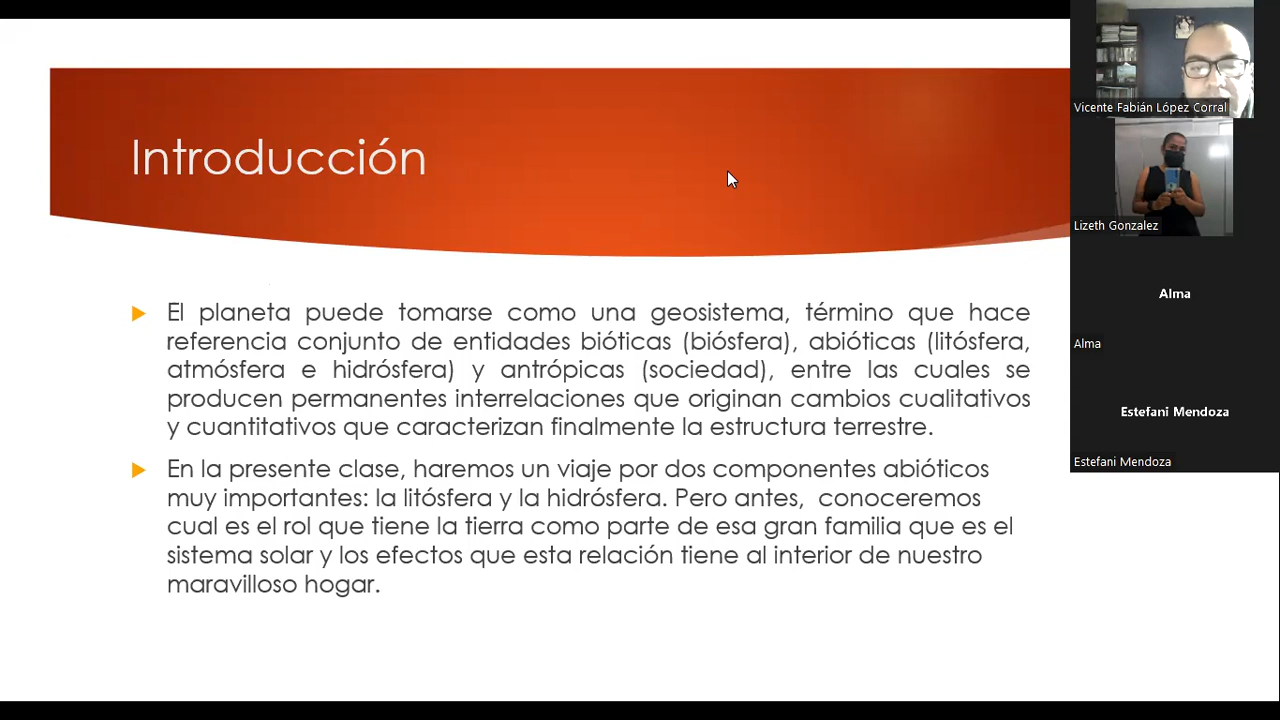 Introducción
El planeta puede tomarse como una geosistema, término que hace
referencia conjunto de entidades bióticas (biósfera), abióticas (litósfera,
atmósfera e hidrósfera) y antrópicas (sociedad), entre las cuales se
producen permanentes interrelaciones que originan cambios cualitativos
y cuantitativos que caracterizan finalmente la estructura terrestre.
En la presente clase, haremos un viaje por dos componentes abióticos
muy importantes: la litósfera y la hidrósfera. Pero antes, conoceremos
cual es el rol que tiene la tierra como parte de esa gran familia que es el
sistema solar y los efectos que esta relación tiene al interior de nuestro
maravilloso hogar.
Vicente Fabián López Corral
Lizeth Gonzalez
Alma
Alma
Estefani Mendoza
Estefani Mendoza